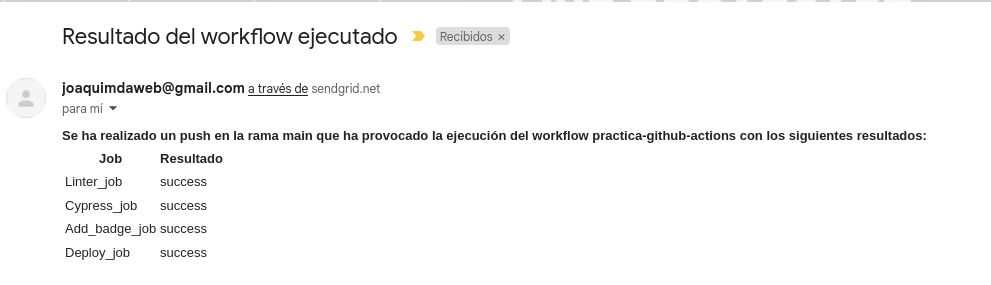 Resultado del workflow ejecutado Recibidos ×
joaquimdaweb@gmail.com a través de sendgrid.net
para mí
Se ha realizado un push en la rama main que ha provocado la ejecución del workflow practica-github-actions con los siguientes resultados:
Job Resultado
Linter_job success
Cypress_job success
Add_badge_job success
Deploy_job success